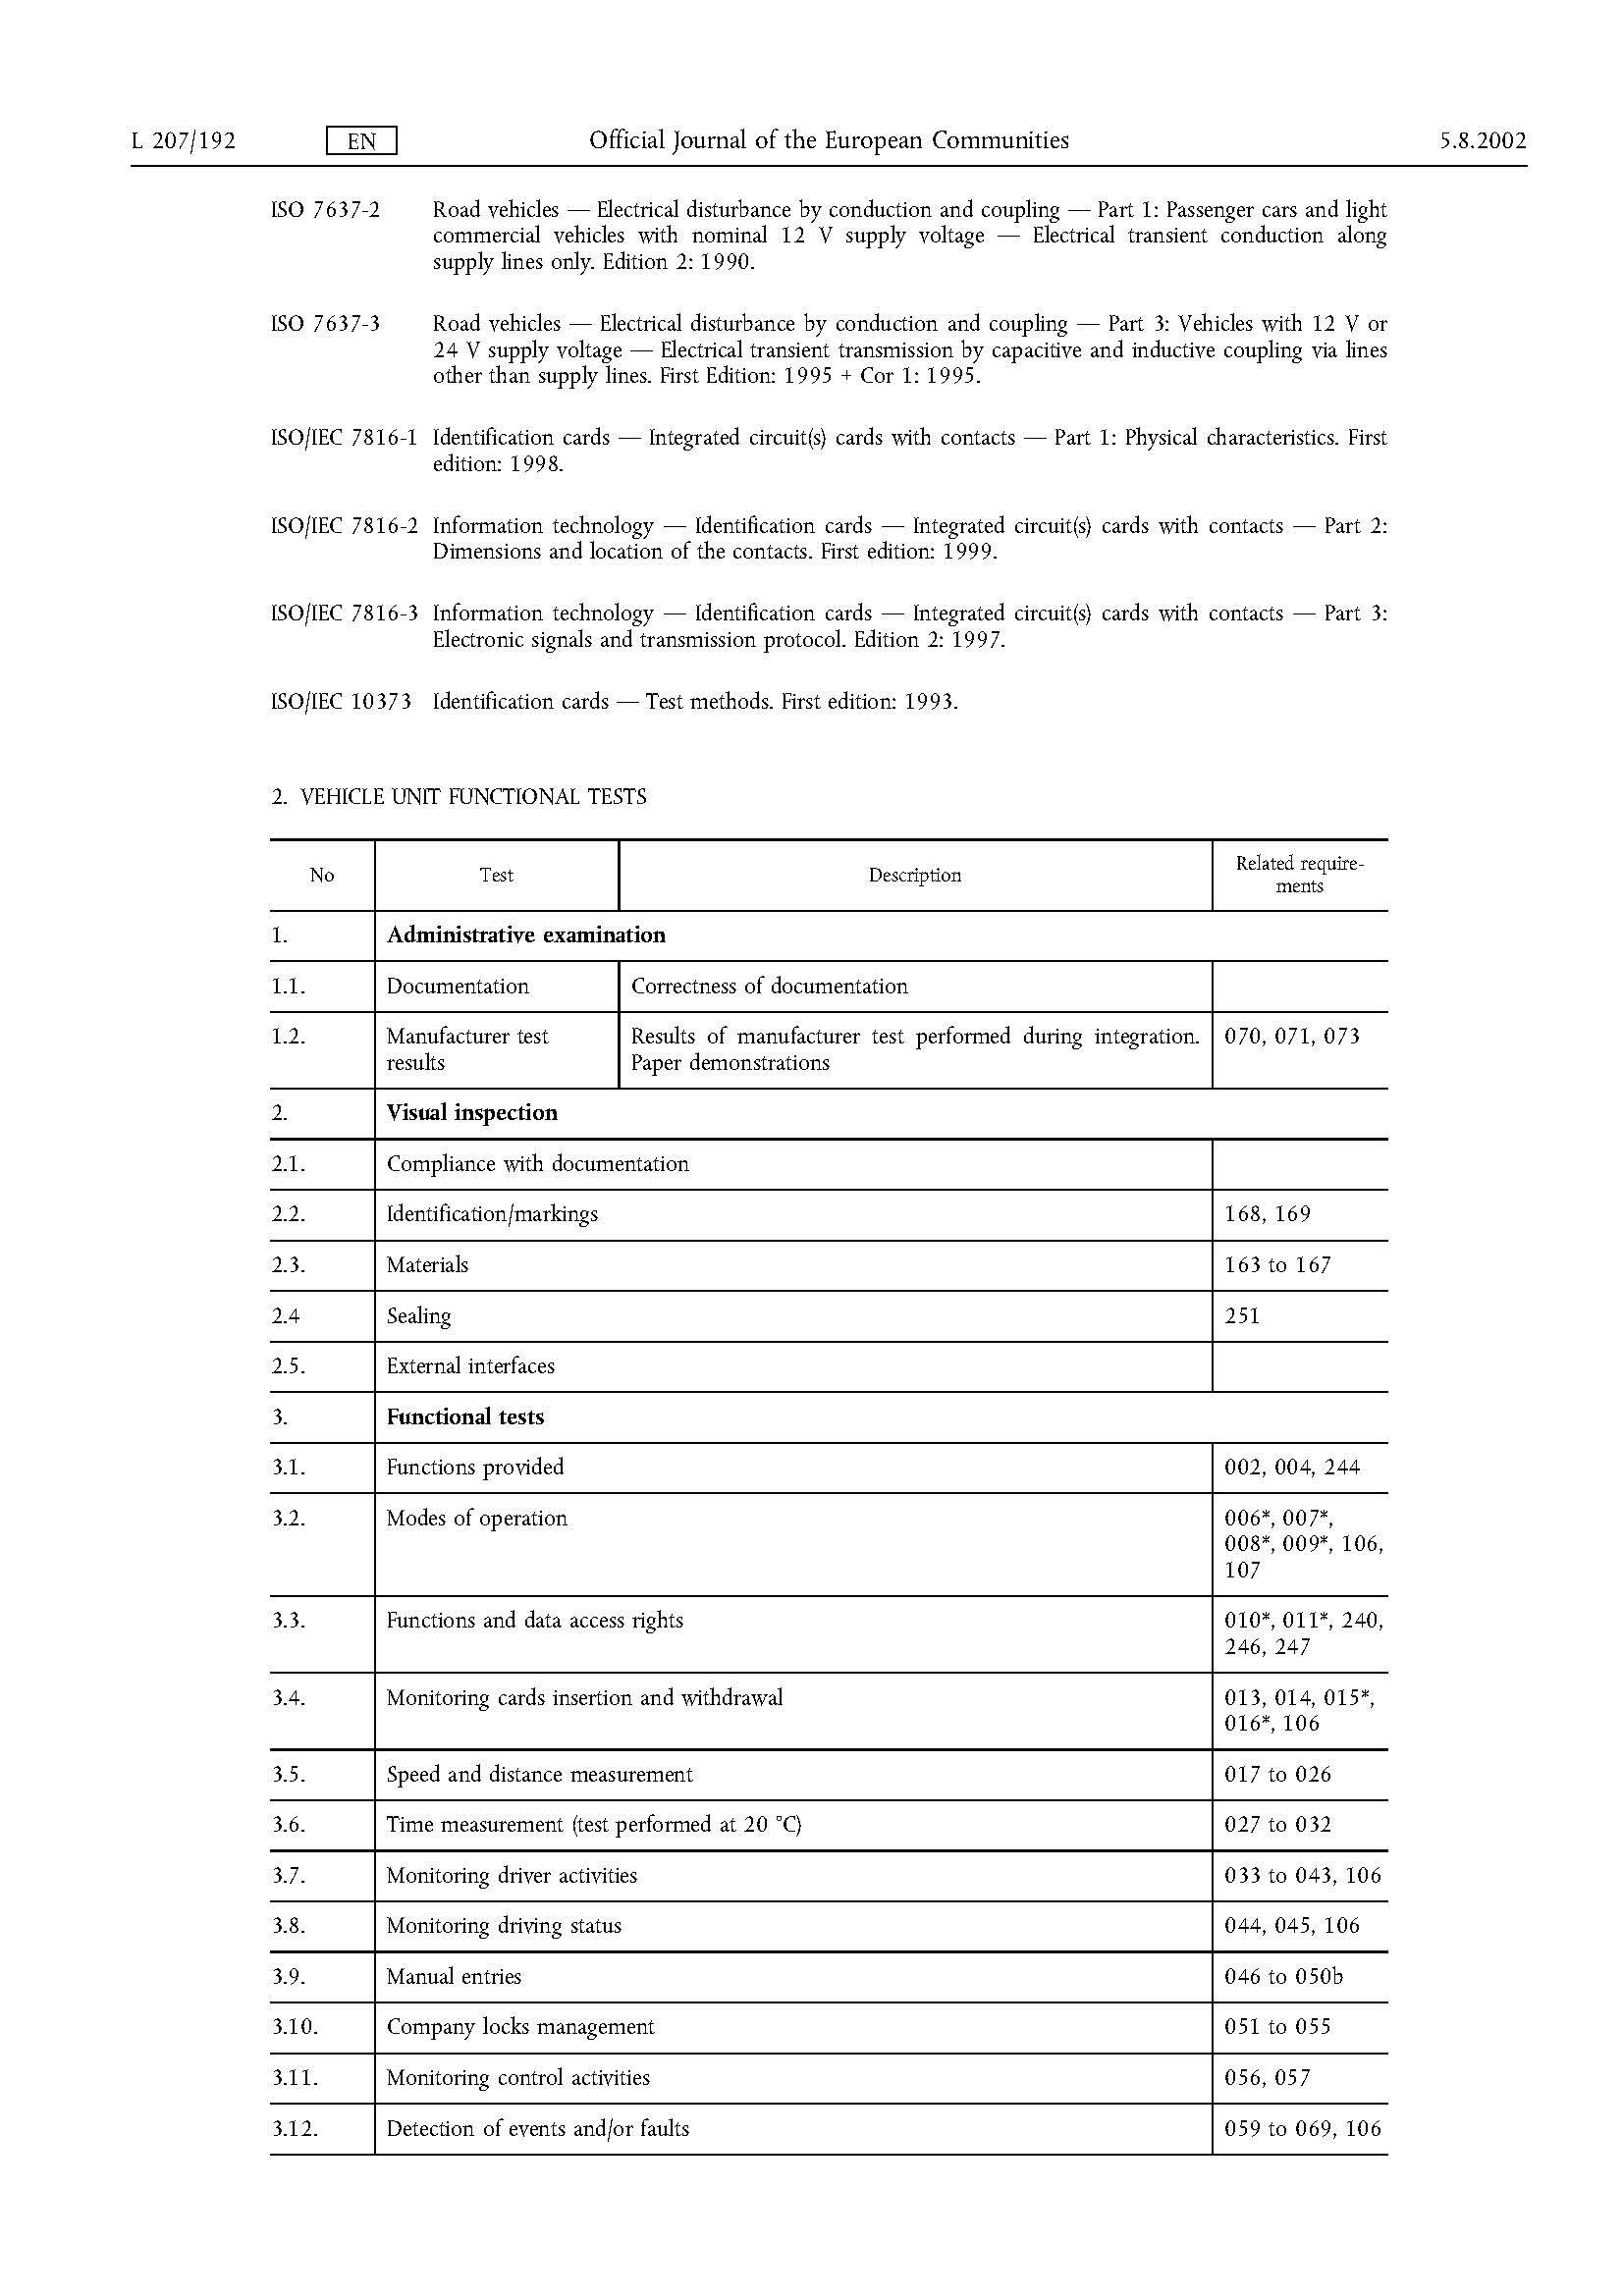 L 207/192 EN Official Journal of the European Communities 5.8.2002
ISO 7637-2 Road vehicles — Electrical disturbance by conduction and coupling — Part 1: Passenger cars and light
commercial vehicles with nominal 12 V supply voltage — Electrical transient conduction along
supply lines only. Edition 2: 1990.
ISO 7637-3 Road vehicles — Electrical disturbance by conduction and coupling — Part 3: Vehicles with 12 V or
24 V supply voltage — Electrical transient transmission by capacitive and inductive coupling via lines
other than supply lines. First Edition: 1995 + Cor 1: 1995.
ISO/IEC 7816-1 Identification cards — Integrated circuit(s) cards with contacts — Part 1: Physical characteristics. First
edition: 1998.
ISO/IEC 7816-2 Information technology — Identification cards — Integrated circuit(s) cards with contacts — Part 2:
Dimensions and location of the contacts. First edition: 1999.
ISO/IEC 7816-3 Information technology — Identification cards — Integrated circuit(s) cards with contacts — Part 3:
Electronic signals and transmission protocol. Edition 2: 1997.
ISO/IEC 10373 Identification cards — Test methods. First edition: 1993.
2. VEHICLE UNIT FUNCTIONAL TESTS
No Test Description Related require-
ments
1. Administrative examination
1.1. Documentation Correctness of documentation
1.2. Manufacturer test Results of manufacturer test performed during integration. 070, 071, 073
results Paper demonstrations
2. Visual inspection
2.1. Compliance with documentation
2.2. Identification/markings 168, 169
2.3. Materials 163 to 167
2.4 Sealing 251
2.5. External interfaces
3. Functional tests
3.1. Functions provided 002, 004, 244
3.2. Modes of operation 006*, 007*,
008*, 009*, 106,
107
3.3. Functions and data access rights 010*, 011*, 240,
246, 247
3.4. Monitoring cards insertion and withdrawal 013, 014, 015*,
016*, 106
3.5. Speed and distance measurement 017 to 026
3.6. Time measurement (test performed at 20 °C) 027 to 032
3.7. Monitoring driver activities 033 to 043, 106
3.8. Monitoring driving status 044, 045, 106
3.9. Manual entries 046 to 050b
3.10. Company locks management 051 to 055
3.11. Monitoring control activities 056, 057
3.12. Detection of events and/or faults 059 to 069, 106